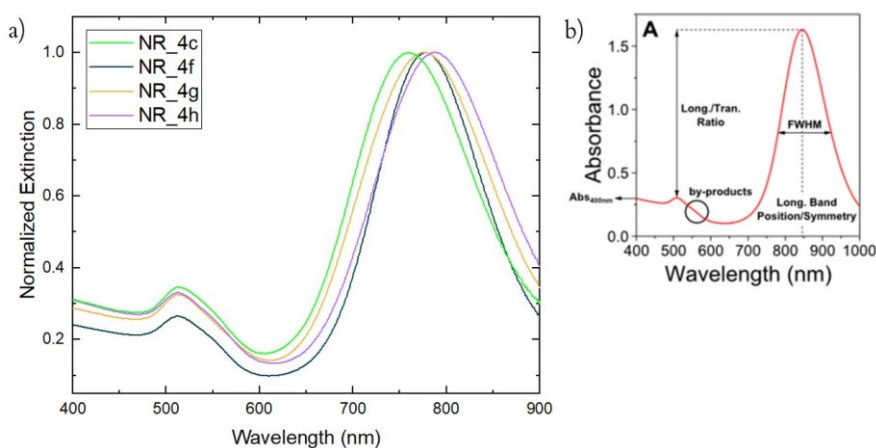 a)
NR_4c
NR_4f
NR_4g
NR_4h
Normalized Extinction
1.0
0.8
0.6
0.4
0.2
400 500 600 700 800 900
Wavelength (nm)
b)
A
Absorbance
1.5
1.0
0.5
0.0
Long./Tran.
Ratio
FWHM
by-products
Abs400nm
Long. Band
Position/Symmetry
400 500 600 700 800 900 1000
Wavelength (nm)